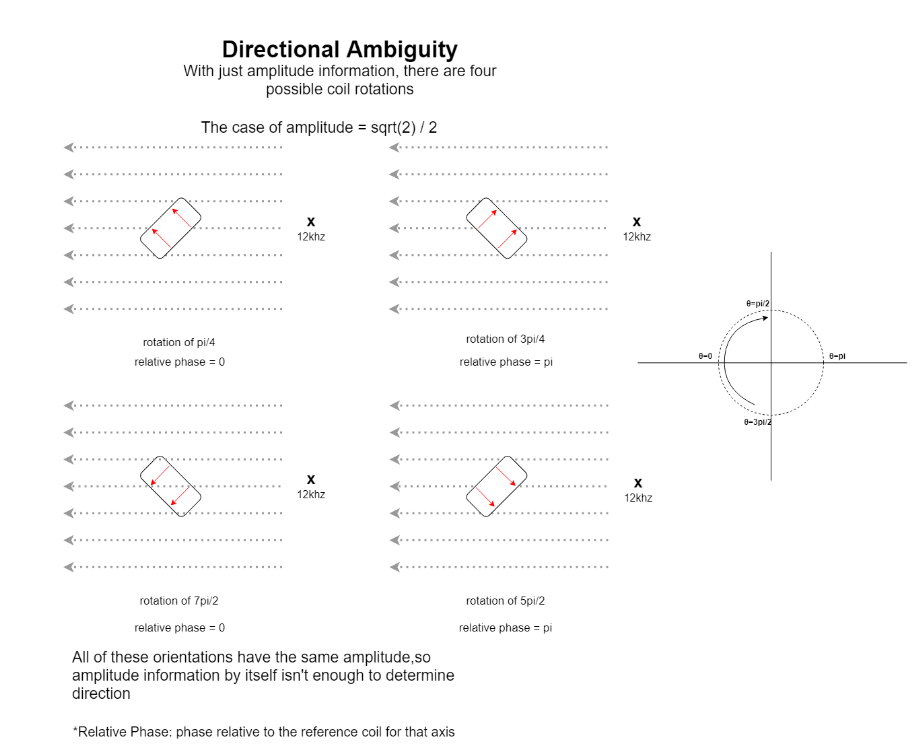 Directional Ambiguity
With just amplitude information, there are four
possible coil rotations
The case of amplitude = sqrt(2) / 2
x
12khz
x
12khz
rotation of pi/4
relative phase = 0
rotation of 3pi/4
relative phase = pi
θ=pi/2
θ=0
θ=pi
θ=3pi/2
x
12khz
x
12khz
rotation of 7pi/2
relative phase = 0
rotation of 5pi/2
relative phase = pi
All of these orientations have the same amplitude,so
amplitude information by itself isn't enough to determine
direction
*Relative Phase: phase relative to the reference coil for that axis